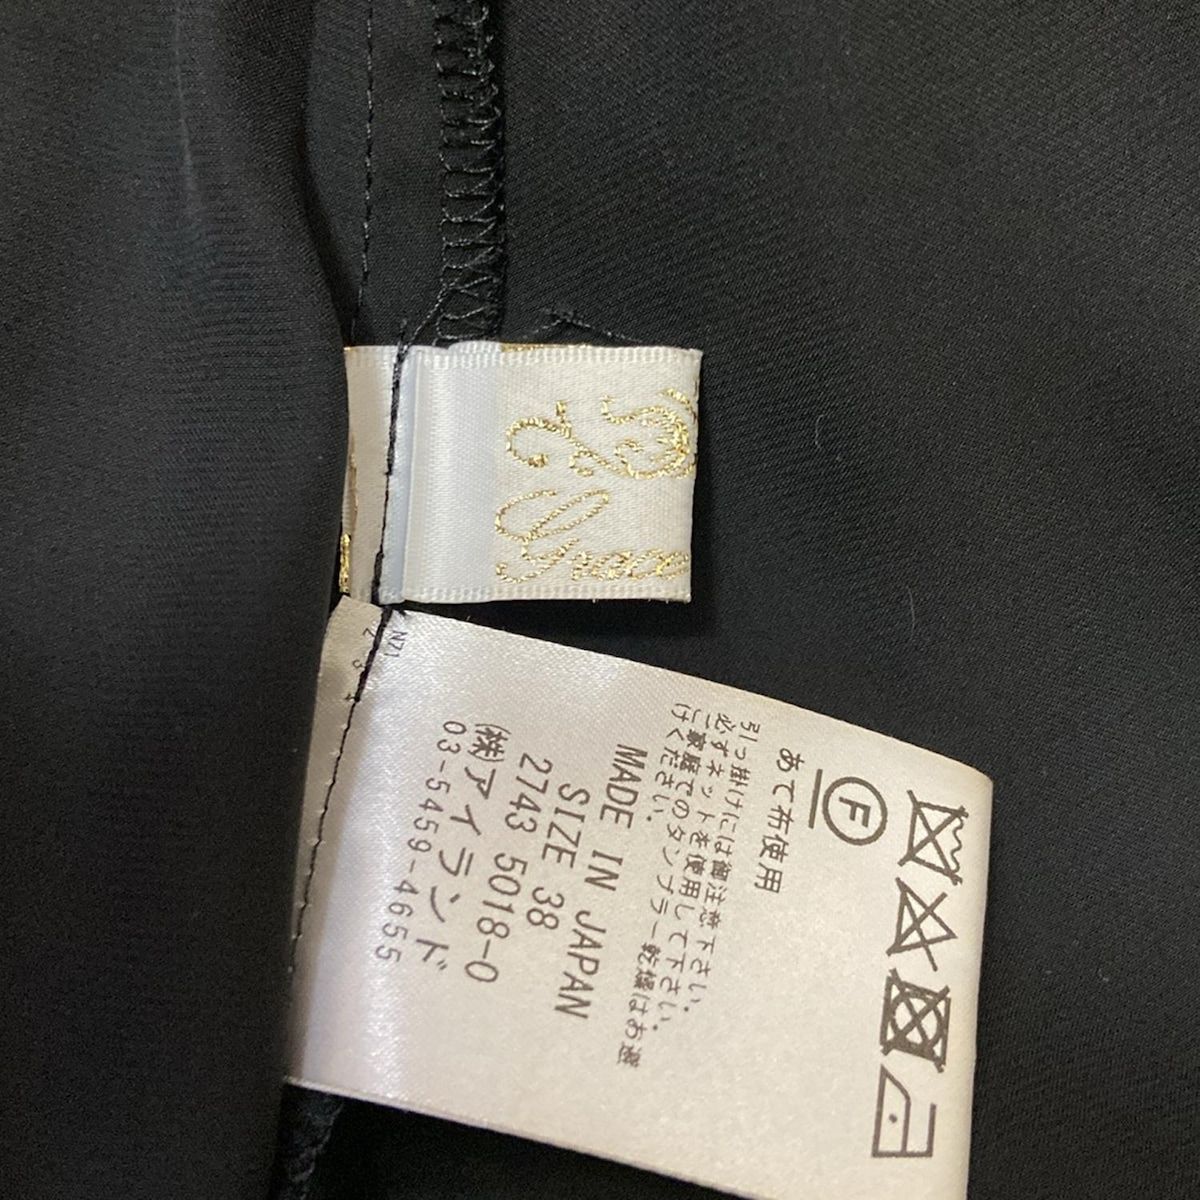 Grace
F
あて布使用
引っ掛けには御注意下さい。
必ずネットを使用して下さい。
ご家庭でのタンブラー乾燥はお避
けください。
MADE IN JAPAN
SIZE 38
2743 5018-0
㈱アイランド
03-5459-4655
NZ1